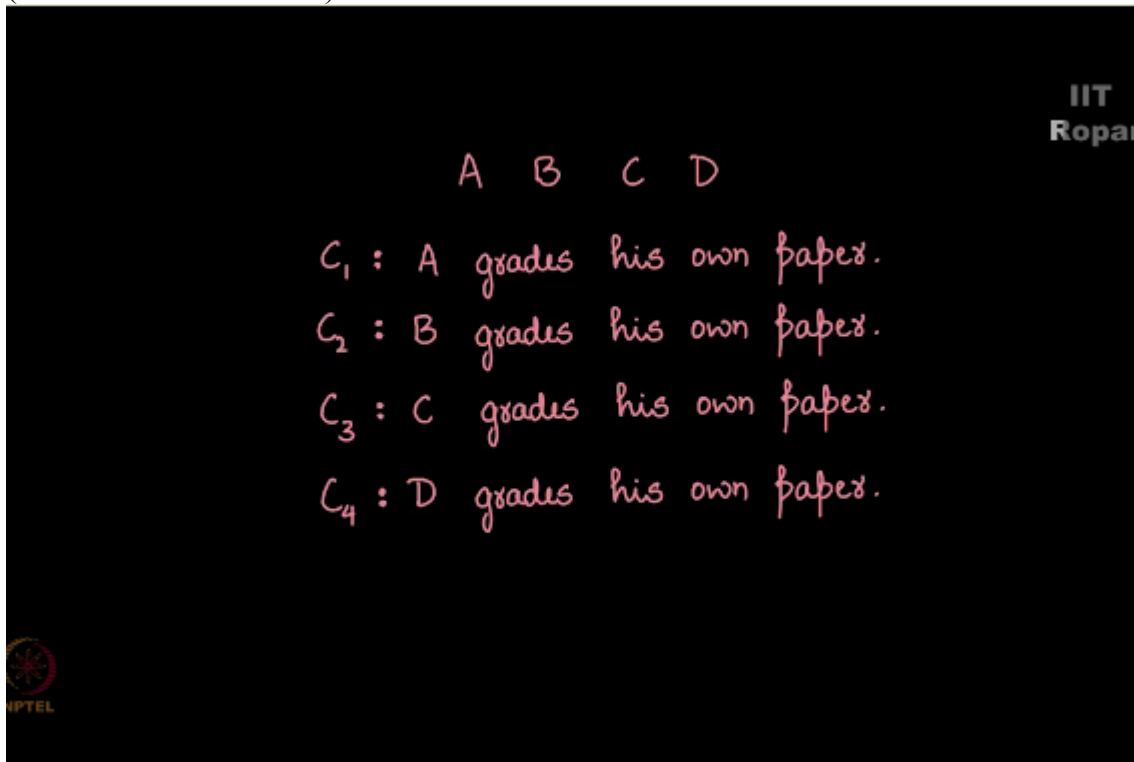 IIT
Ropar
A B C D
C₁ : A grades his own paper.
C₂ : B grades his own paper.
C₃ : C grades his own paper.
C₄ : D grades his own paper.
NPTEL